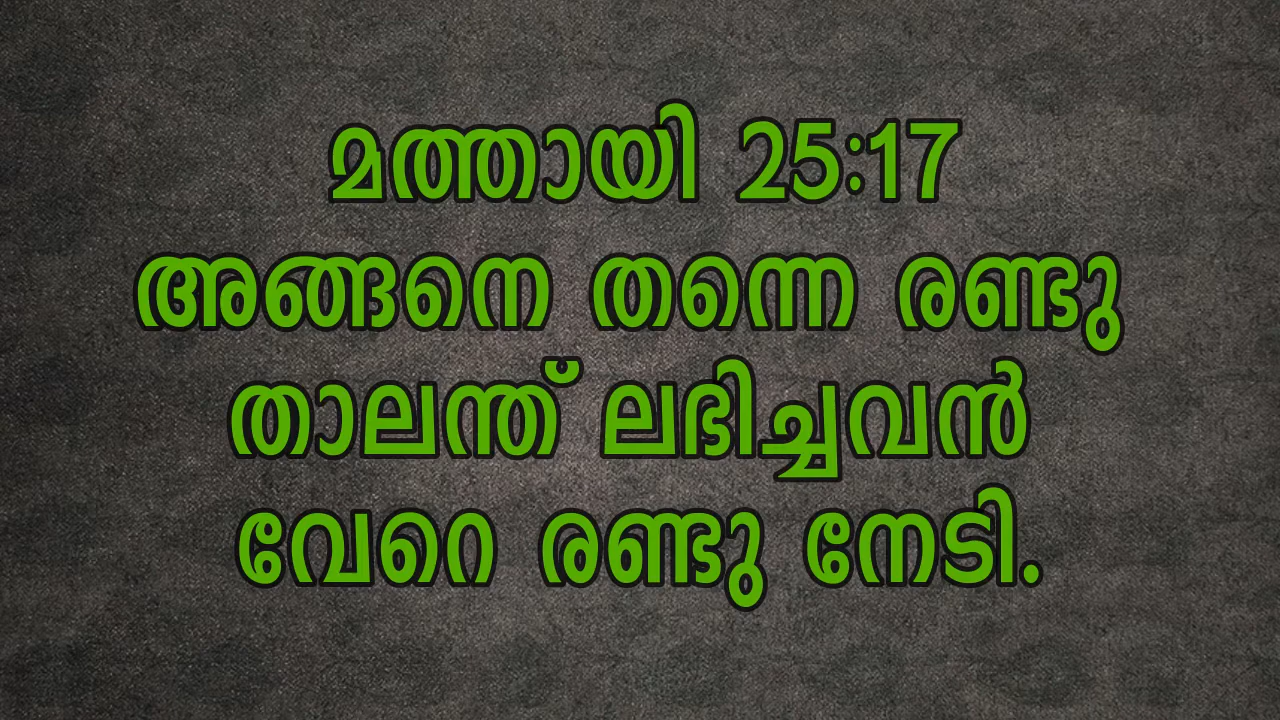 മത്തായി 25:17
അങ്ങനെ തന്നെ രണ്ടു
താലന്ത് ലഭിച്ചവൻ
വേറെ രണ്ടു നേടി.